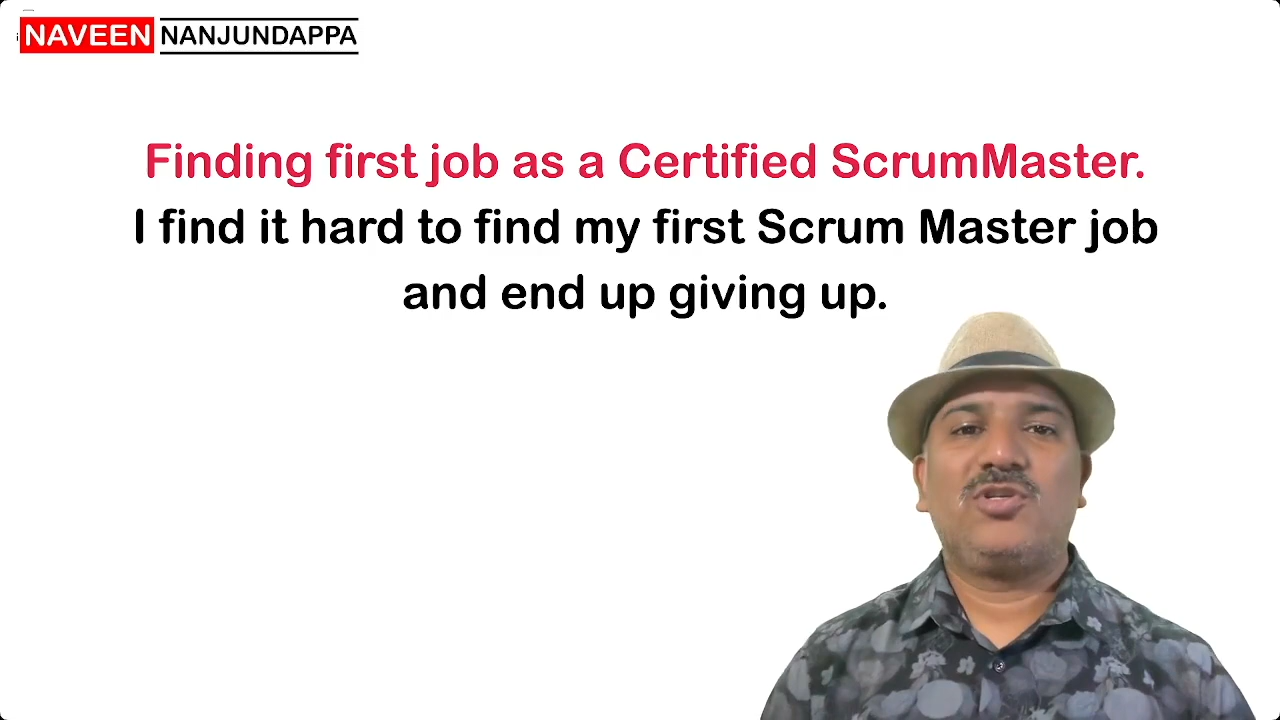 NAVEEN NANJUNDAPPA
Finding first job as a Certified ScrumMaster.
I find it hard to find my first Scrum Master job
and end up giving up.